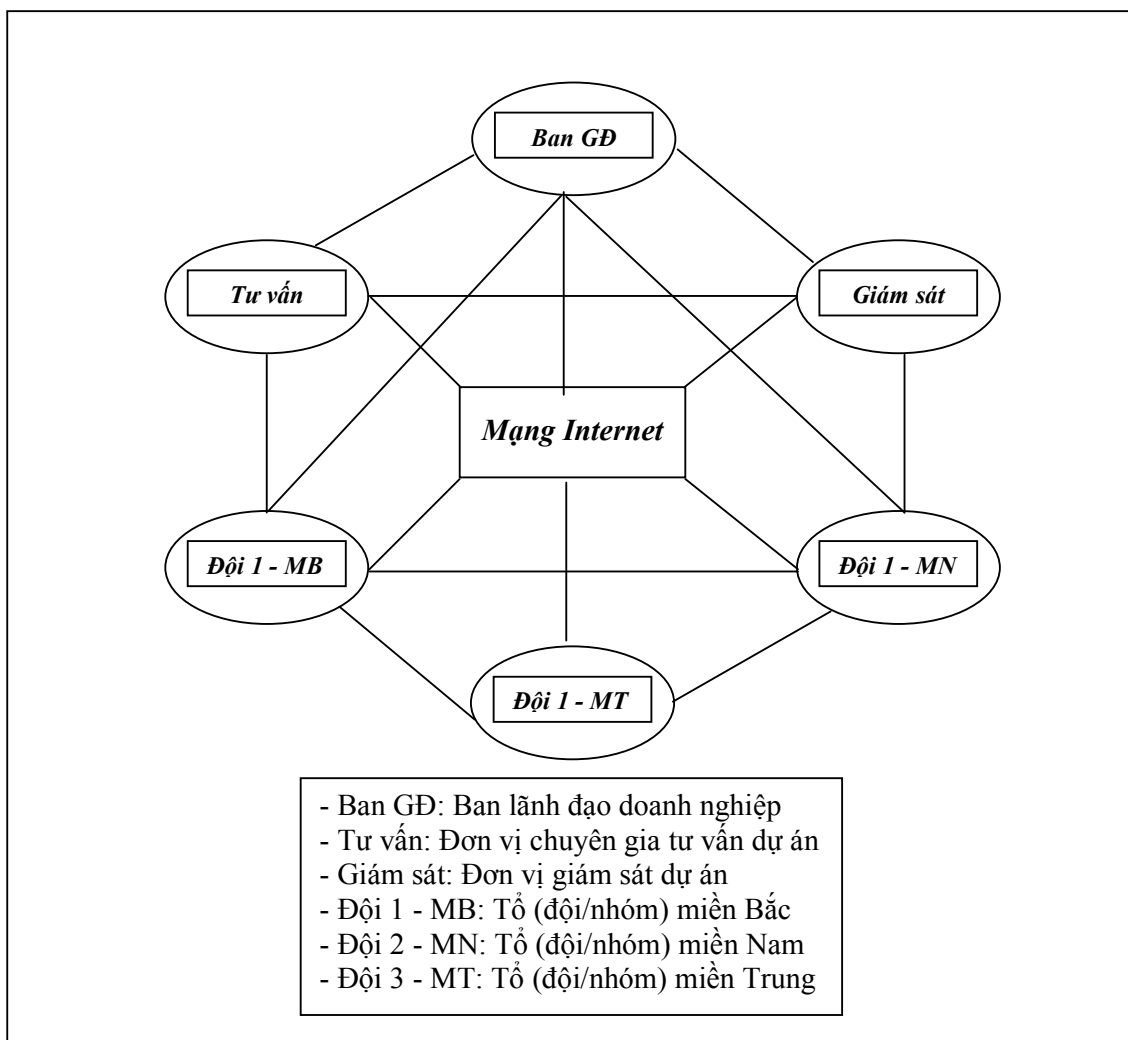 Ban GĐ
Tư vấn
Giám sát
Mạng Internet
Đội 1 - MB
Đội 1 - MN
Đội 1 - MT
- Ban GĐ: Ban lãnh đạo doanh nghiệp
- Tư vấn: Đơn vị chuyên gia tư vấn dự án
- Giám sát: Đơn vị giám sát dự án
- Đội 1 - MB: Tổ (đội/nhóm) miền Bắc
- Đội 2 - MN: Tổ (đội/nhóm) miền Nam
- Đội 3 - MT: Tổ (đội/nhóm) miền Trung